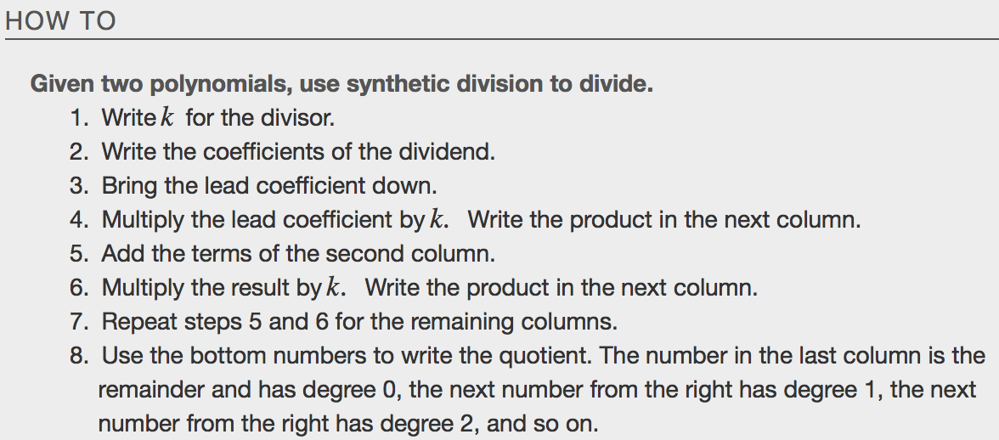 HOW TO
Given two polynomials, use synthetic division to divide.
1. Write k for the divisor.
2. Write the coefficients of the dividend.
3. Bring the lead coefficient down.
4. Multiply the lead coefficient by k. Write the product in the next column.
5. Add the terms of the second column.
6. Multiply the result by k. Write the product in the next column.
7. Repeat steps 5 and 6 for the remaining columns.
8. Use the bottom numbers to write the quotient. The number in the last column is the
remainder and has degree 0, the next number from the right has degree 1, the next
number from the right has degree 2, and so on.